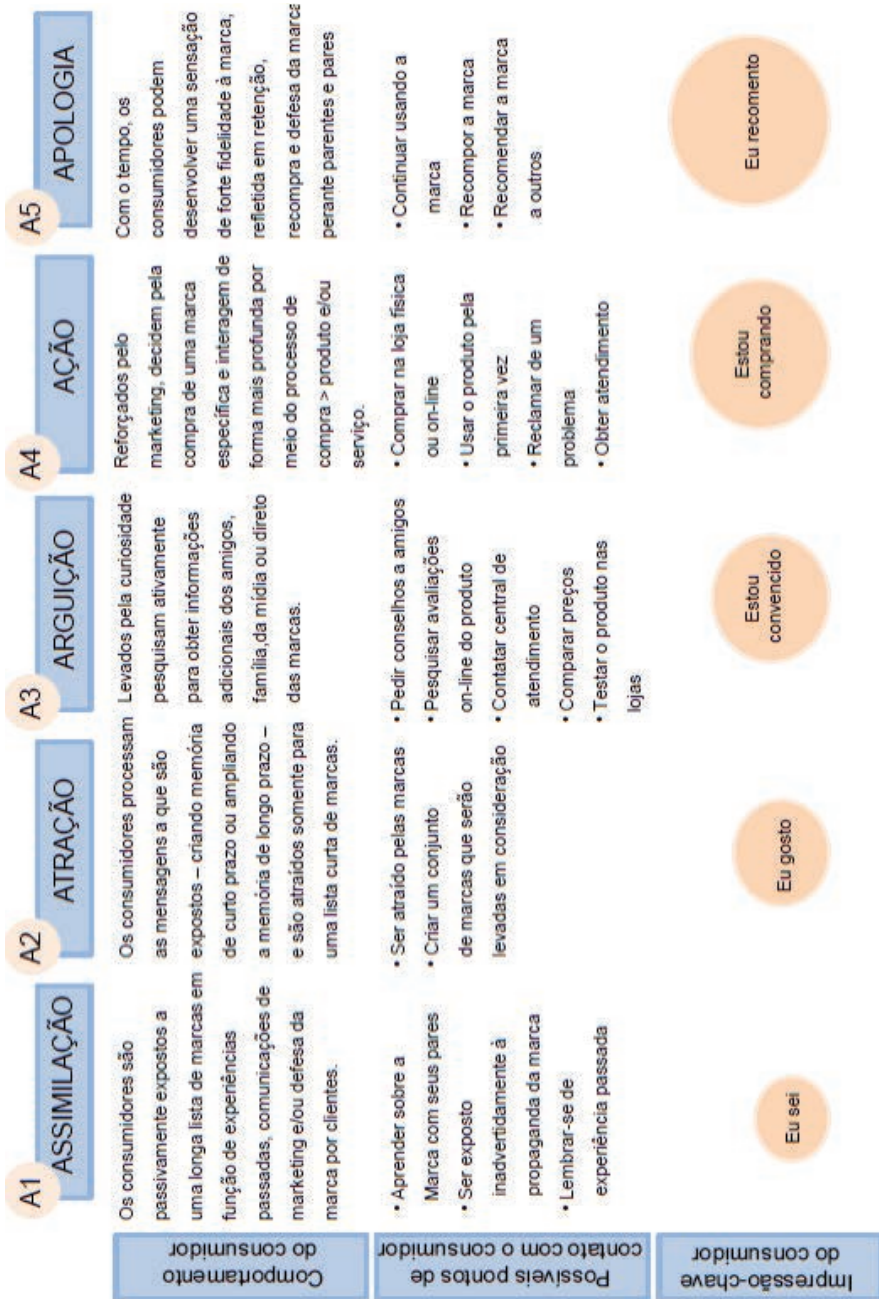 A1
ASSIMILAÇÃO
A2
ATRAÇÃO
A3
ARGUIÇÃO
A4
AÇÃO
A5
APOLOGIA
Comportamento
do consumidor
Os consumidores são
passivamente expostos a
uma longa lista de marcas em
função de experiências
passadas, comunicações de
marketing e/ou defesa da
marca por clientes.
Os consumidores processam
as mensagens a que são
expostos – criando memória
de curto prazo ou ampliando
a memória de longo prazo –
e são atraídos somente para
uma lista curta de marcas.
Levados pela curiosidade
pesquisam ativamente
para obter informações
adicionais dos amigos,
família,da mídia ou direto
das marcas.
Reforçados pelo
marketing, decidem pela
compra de uma marca
específica e interagem de
forma mais profunda por
meio do processo de
compra > produto e/ou
serviço.
Com o tempo, os
consumidores podem
desenvolver uma sensação
de forte fidelidade à marca,
refletida em retenção,
recompra e defesa da marca
perante parentes e pares
Possíveis pontos de
contato com o consumidor
• Aprender sobre a
Marca com seus pares
• Ser exposto
inadvertidamente à
propaganda da marca
• Lembrar-se de
experiência passada
• Ser atraído pelas marcas
• Criar um conjunto
de marcas que serão
levadas em consideração
• Pedir conselhos a amigos
• Pesquisar avaliações
on-line do produto
• Contatar central de
atendimento
• Comparar preços
• Testar o produto nas
lojas
• Comprar na loja física
ou on-line
• Usar o produto pela
primeira vez
• Reclamar de um
problema
• Obter atendimento
• Continuar usando a
marca
• Recompor a marca
• Recomendar a marca
a outros
Impressão-chave
do consumidor
Eu sei
Eu gosto
Estou
convencido
Estou
comprando
Eu recomento